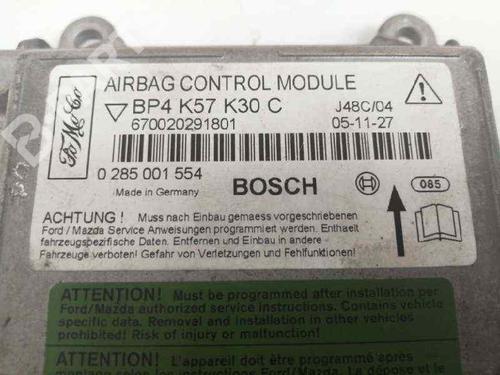 AIRBAG CONTROL MODULE
BP4 K57 K30 C
J48C/04
670020291801
05-11-27
0 285 001 554
BOSCH
085
Made in Germany
ACHTUNG ! Muss nach Einbau gemaess vorgeschriebenen
Ford / Mazda Service Anweisungen programmiert werden. Enthaelt
fahrzeugspezifische Daten. Entfernen und Einbau in andere
Fahrzeuge verboten! Gefahr von Verletzungen und Fehlfunktionen!
ATTENTION! Must be programmed after installation per
Ford/Mazda authorized service instructions. Contains vehicle
specific data. Removal and installation in other vehicles
prohibited! Risk of injury or malfunction!
ATTENTION! L'appareil doit être programmé après